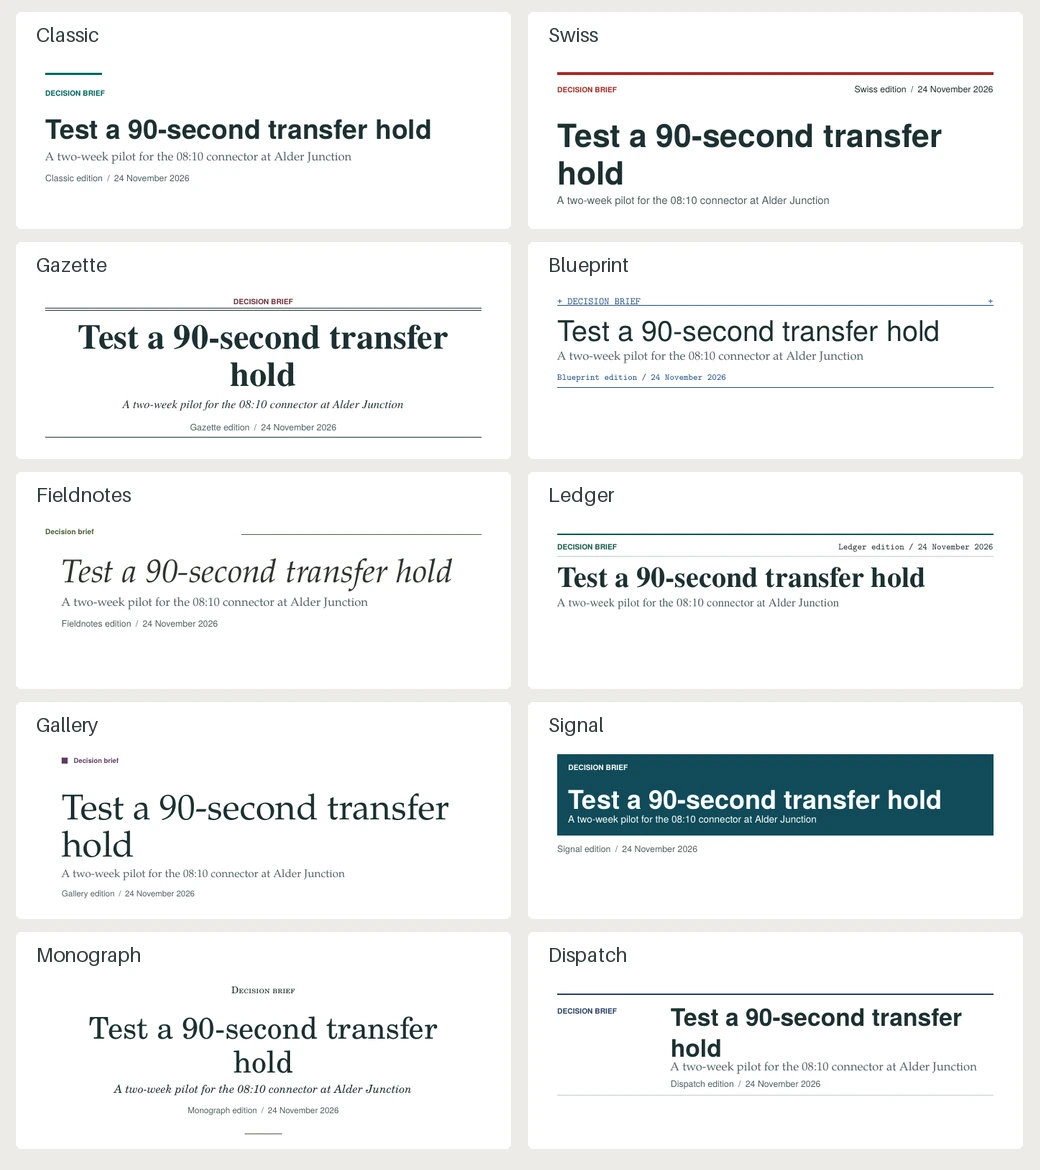 Classic
DECISION BRIEF
Test a 90-second transfer hold
A two-week pilot for the 08:10 connector at Alder Junction
Classic edition / 24 November 2026
Swiss
DECISION BRIEF Swiss edition / 24 November 2026
Test a 90-second transfer
hold
A two-week pilot for the 08:10 connector at Alder Junction
Gazette
DECISION BRIEF
Test a 90-second transfer
hold
A two-week pilot for the 08:10 connector at Alder Junction
Gazette edition / 24 November 2026
Blueprint
+ DECISION BRIEF +
Test a 90-second transfer hold
A two-week pilot for the 08:10 connector at Alder Junction
Blueprint edition / 24 November 2026
Fieldnotes
Decision brief
Test a 90-second transfer hold
A two-week pilot for the 08:10 connector at Alder Junction
Fieldnotes edition / 24 November 2026
Ledger
DECISION BRIEF Ledger edition / 24 November 2026
Test a 90-second transfer hold
A two-week pilot for the 08:10 connector at Alder Junction
Gallery
Decision brief
Test a 90-second transfer
hold
A two-week pilot for the 08:10 connector at Alder Junction
Gallery edition / 24 November 2026
Signal
DECISION BRIEF
Test a 90-second transfer hold
A two-week pilot for the 08:10 connector at Alder Junction
Signal edition / 24 November 2026
Monograph
Decision brief
Test a 90-second transfer
hold
A two-week pilot for the 08:10 connector at Alder Junction
Monograph edition / 24 November 2026
Dispatch
DECISION BRIEF
Test a 90-second transfer
hold
A two-week pilot for the 08:10 connector at Alder Junction
Dispatch edition / 24 November 2026